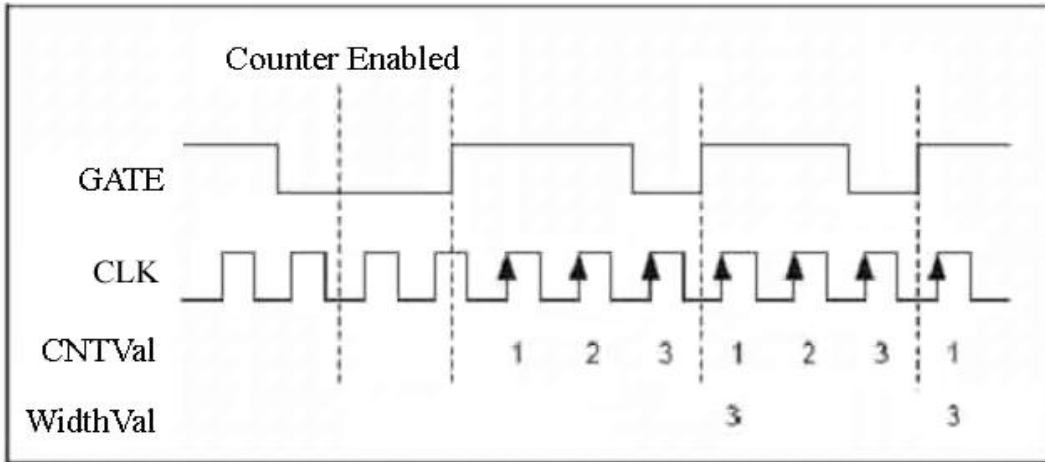 Counter Enabled
GATE
CLK
CNTVal 1 2 3 1 2 3 1
WidthVal 3 3